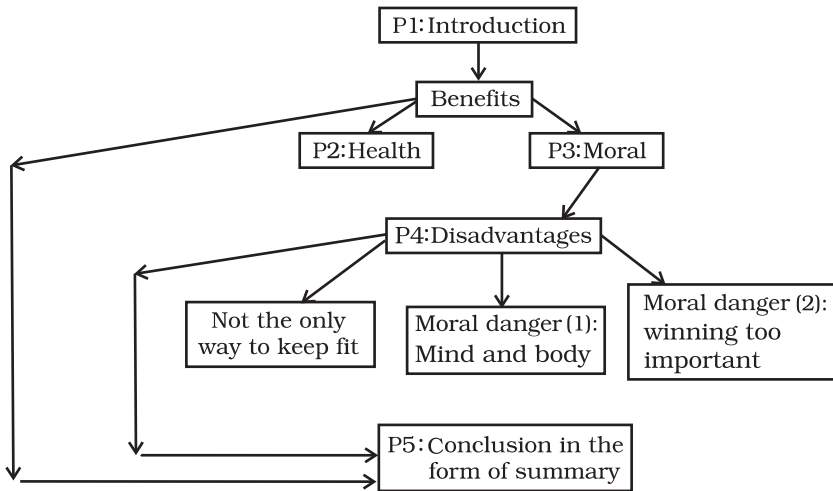 P1:Introduction
Benefits
P2:Health
P3:Moral
P4:Disadvantages
Not the only
way to keep fit
Moral danger (1):
Mind and body
Moral danger (2):
winning too
important
P5:Conclusion in the
form of summary